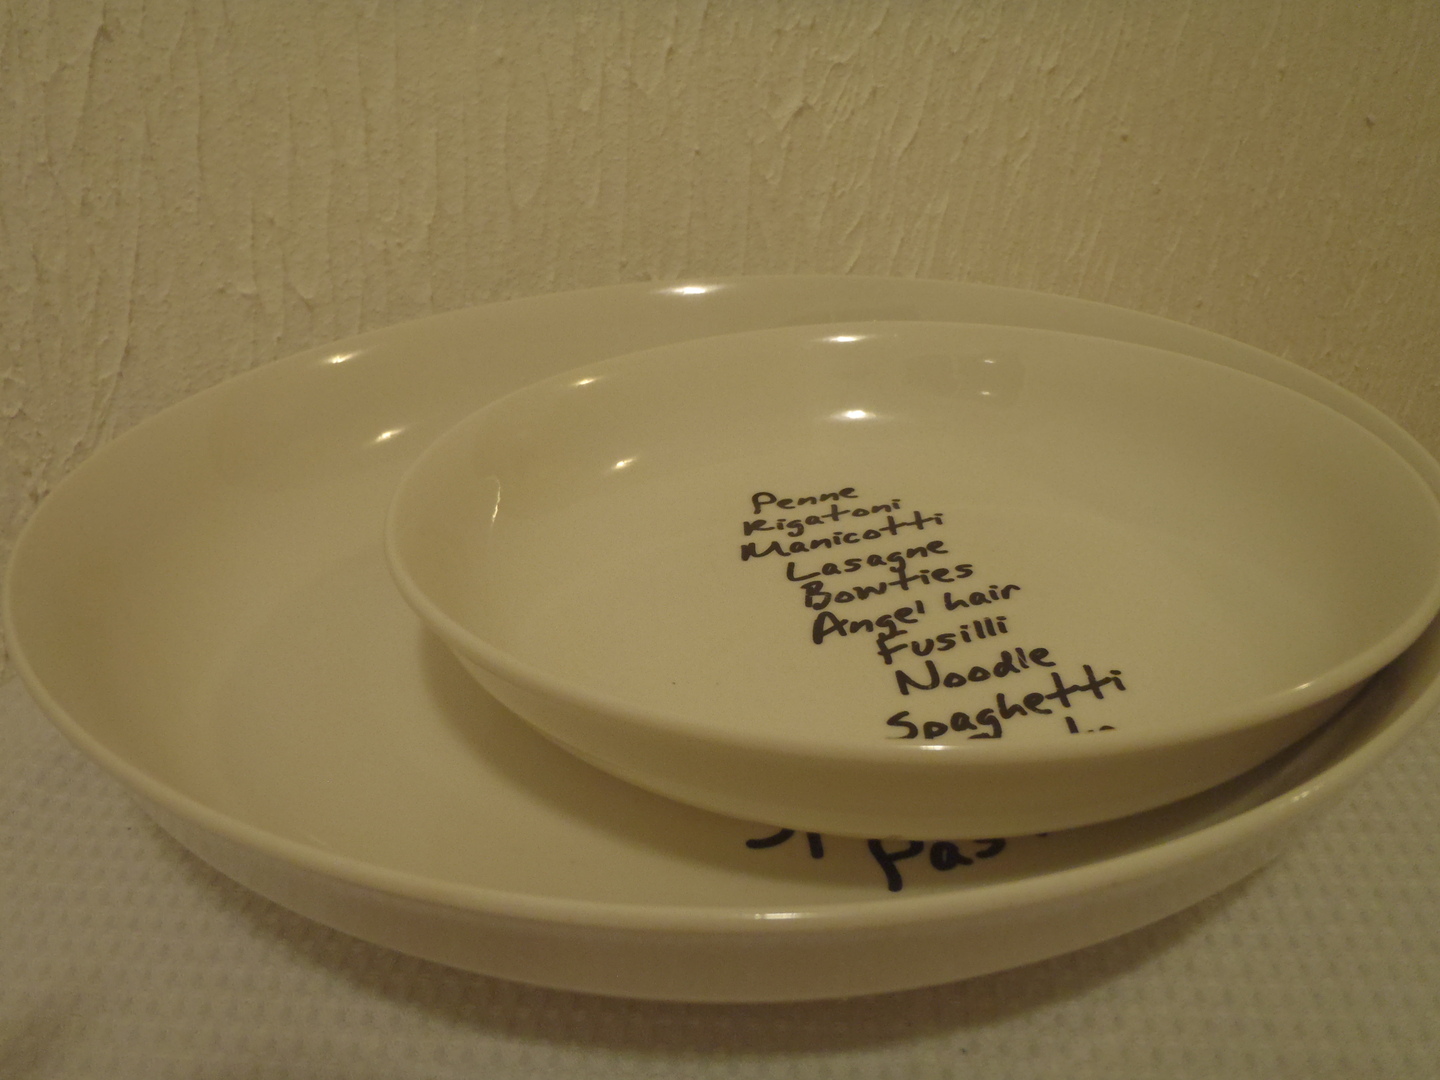 Penne
Rigatoni
Manicotti
Lasagne
Bowties
Angel hair
Fusilli
Noodle
Spaghetti